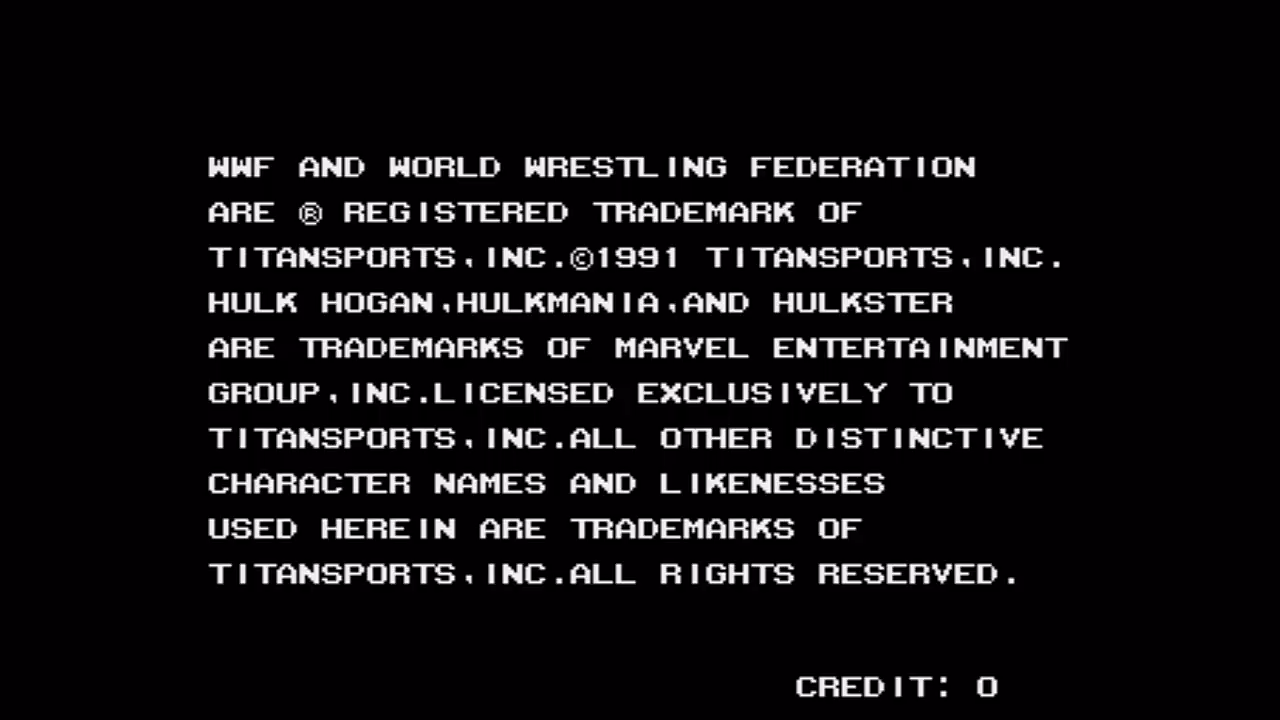 WWF AND WORLD WRESTLING FEDERATION
ARE ® REGISTERED TRADEMARK OF
TITANSPORTS,INC.©1991 TITANSPORTS,INC.
HULK HOGAN,HULKMANIA,AND HULKSTER
ARE TRADEMARKS OF MARVEL ENTERTAINMENT
GROUP,INC.LICENSED EXCLUSIVELY TO
TITANSPORTS,INC.ALL OTHER DISTINCTIVE
CHARACTER NAMES AND LIKENESSES
USED HEREIN ARE TRADEMARKS OF
TITANSPORTS,INC.ALL RIGHTS RESERVED.
CREDIT: 0